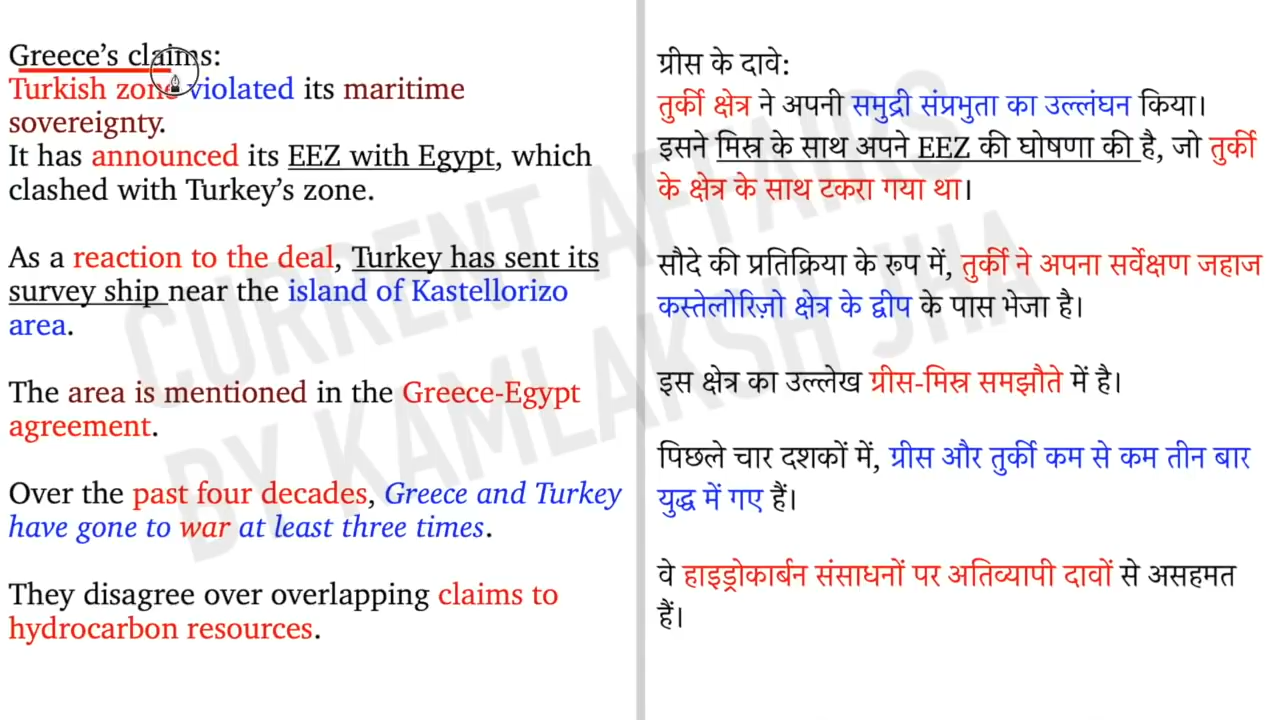 Greece’s claims:
Turkish zone violated its maritime
sovereignty.
It has announced its EEZ with Egypt, which
clashed with Turkey’s zone.
As a reaction to the deal, Turkey has sent its
survey ship near the island of Kastellorizo
area.
The area is mentioned in the Greece-Egypt
agreement.
Over the past four decades, Greece and Turkey
have gone to war at least three times.
They disagree over overlapping claims to
hydrocarbon resources.
ग्रीस के दावे:
तुर्की क्षेत्र ने अपनी समुद्री संप्रभुता का उल्लंघन किया।
इसने मिस्र के साथ अपने EEZ की घोषणा की है, जो तुर्की
के क्षेत्र के साथ टकरा गया था।
सौदे की प्रतिक्रिया के रूप में, तुर्की ने अपना सर्वेक्षण जहाज
कस्तेलोरिज़ो क्षेत्र के द्वीप के पास भेजा है।
इस क्षेत्र का उल्लेख ग्रीस-मिस्र समझौते में है।
पिछले चार दशकों में, ग्रीस और तुर्की कम से कम तीन बार
युद्ध में गए हैं।
वे हाइड्रोकार्बन संसाधनों पर अतिव्यापी दावों से असहमत
हैं।
CURRENT AFFAIRS
BY KAMLAKSH JHA